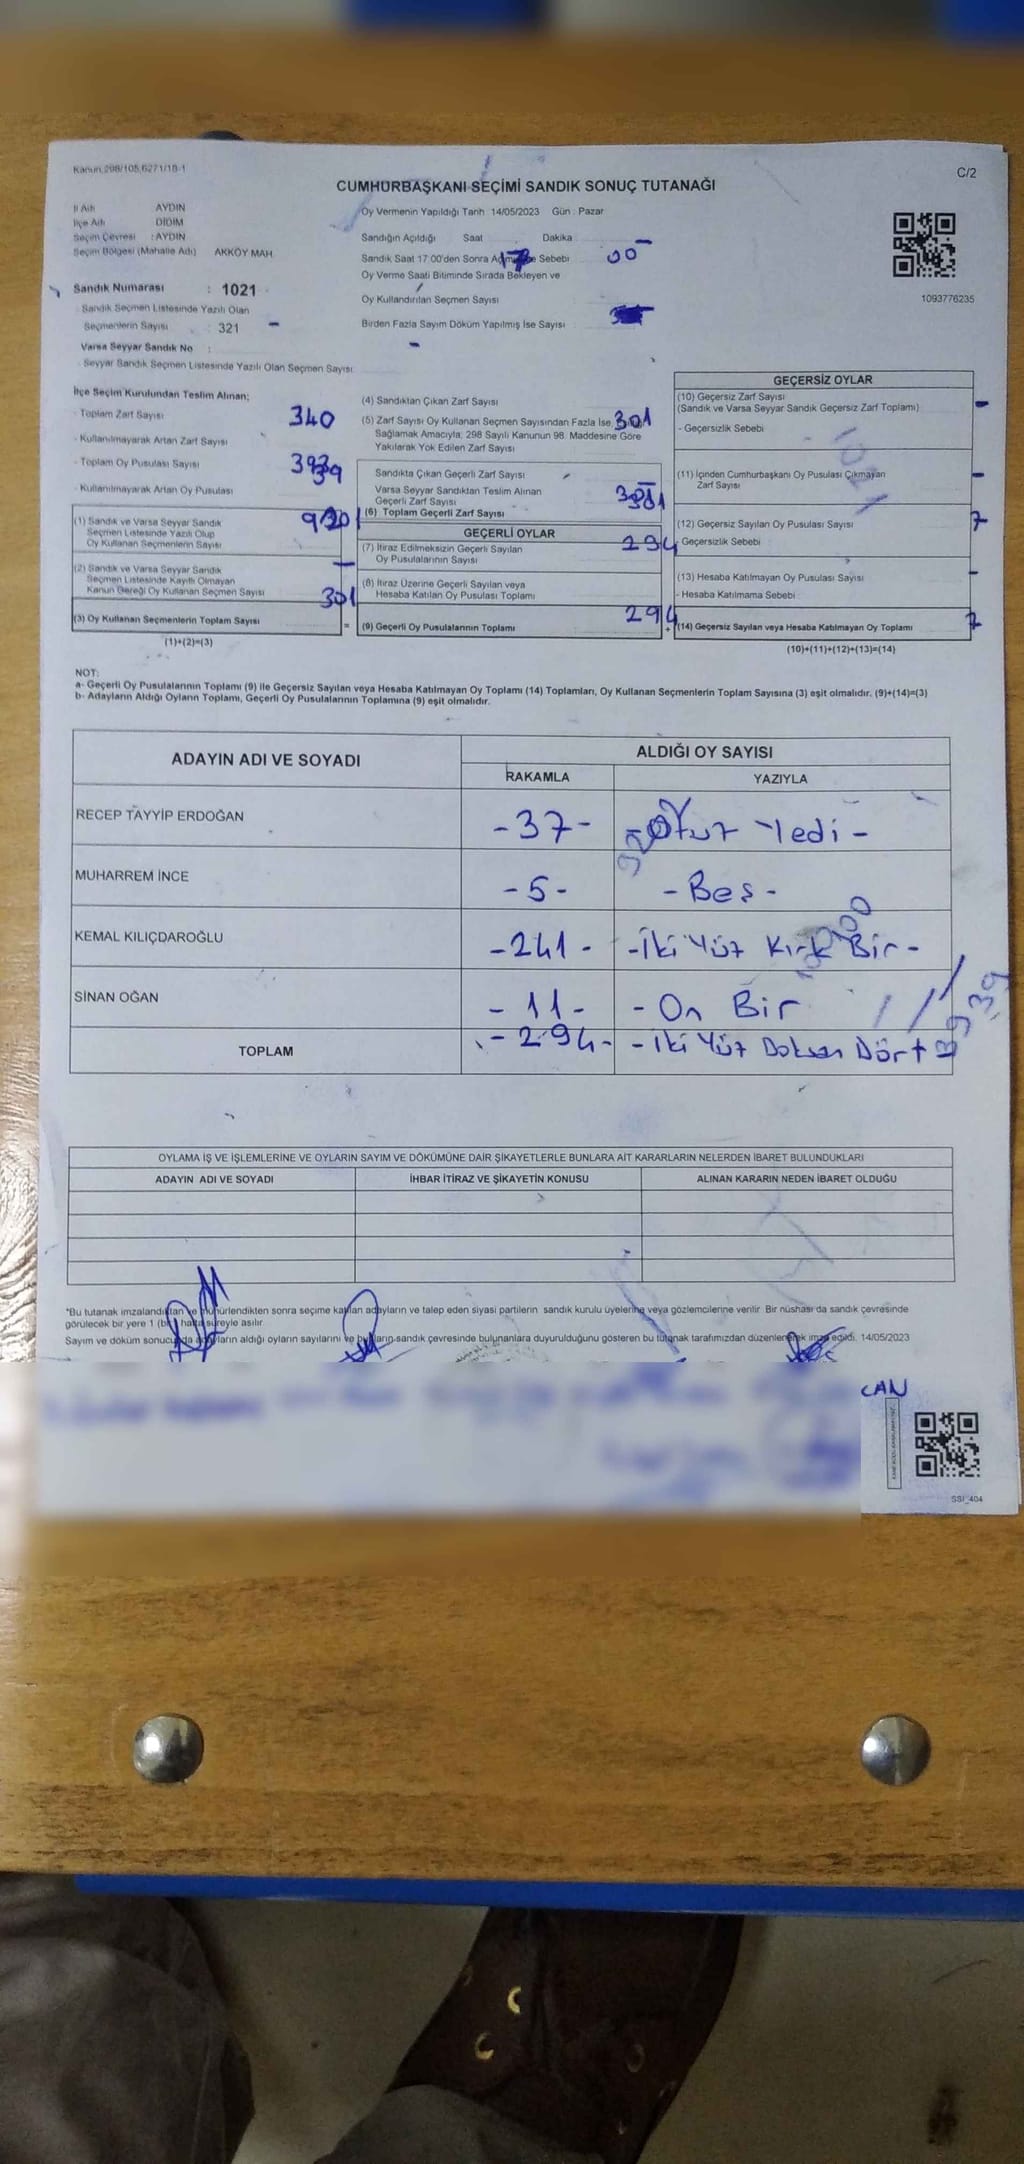 Kanun:298/105,6271/18-1
C/2
CUMHURBAŞKANI SEÇİMİ SANDIK SONUÇ TUTANAĞI
İl Adı AYDIN
İlçe Adı DİDİM
Seçim Çevresi : AYDIN
Seçim Bölgesi (Mahalle Adı) AKKÖY MAH.
Sandık Numarası : 1021
Sandık Seçmen Listesinde Yazılı Olan
Seçmenlerin Sayısı : 321 -
Varsa Seyyar Sandık No :
- Seyyar Sandık Seçmen Listesinde Yazılı Olan Seçmen Sayısı
Oy Vermenin Yapıldığı Tarih 14/05/2023 Gün : Pazar
Sandığın Açıldığı Saat Dakika
Sandık Saat 17.00'den Sonra Sebebi 17 00
Oy Verme Saati Bitiminde Sırada Bekleyen ve
Oy Kullandırılan Seçmen Sayısı
Birden Fazla Sayım Döküm Yapılmış İse Sayısı
1093776235
İlçe Seçim Kurulundan Teslim Alınan;
- Toplam Zarf Sayısı 340
- Kullanılmayarak Artan Zarf Sayısı
- Toplam Oy Pusulası Sayısı 39
- Kullanılmayarak Artan Oy Pusulası
(1) Sandık ve Varsa Seyyar Sandık
Seçmen Listesinde Yazılı Olup
Oy Kullanan Seçmenlerin Sayısı
(2) Sandık ve Varsa Seyyar Sandık
Seçmen Listesinde Kayıtlı Olmayan
Kanun Gereği Oy Kullanan Seçmen Sayısı
(3) Oy Kullanan Seçmenlerin Toplam Sayısı 301
(1)+(2)=(3)
(4) Sandıktan Çıkan Zarf Sayısı 301
(5) Zarf Sayısı Oy Kullanan Seçmen Sayısından Fazla İse,
Sağlamak Amacıyla, 298 Sayılı Kanunun 98. Maddesine Göre
Yakılarak Yok Edilen Zarf Sayısı
Sandıkta Çıkan Geçerli Zarf Sayısı
Varsa Seyyar Sandıktan Teslim Alınan
Geçerli Zarf Sayısı
(6) Toplam Geçerli Zarf Sayısı
GEÇERLİ OYLAR
(7) İtiraz Edilmeksizin Geçerli Sayılan
Oy Pusulalarının Sayısı 294
(8) İtiraz Üzerine Geçerli Sayılan veya
Hesaba Katılan Oy Pusulası Toplamı
= (9) Geçerli Oy Pusulalarının Toplamı 294
GEÇERSİZ OYLAR
(10) Geçersiz Zarf Sayısı
(Sandık ve Varsa Seyyar Sandık Geçersiz Zarf Toplamı) -
- Geçersizlik Sebebi
(11) İçinden Cumhurbaşkanı Oy Pusulası Çıkmayan
Zarf Sayısı -
(12) Geçersiz Sayılan Oy Pusulası Sayısı 7
Geçersizlik Sebebi
(13) Hesaba Katılmayan Oy Pusulası Sayısı -
- Hesaba Katılmama Sebebi
+ (14) Geçersiz Sayılan veya Hesaba Katılmayan Oy Toplamı 7
(10)+(11)+(12)+(13)=(14)
NOT:
a- Geçerli Oy Pusulalarının Toplamı (9) ile Geçersiz Sayılan veya Hesaba Katılmayan Oy Toplamı (14) Toplamları, Oy Kullanan Seçmenlerin Toplam Sayısına (3) eşit olmalıdır. (9)+(14)=(3)
b- Adayların Aldığı Oyların Toplamı, Geçerli Oy Pusulalarının Toplamına (9) eşit olmalıdır.
ADAYIN ADI VE SOYADI ALDIĞI OY SAYISI
RAKAMLA YAZIYLA
RECEP TAYYİP ERDOĞAN -37- -Otuz Yedi-
MUHARREM İNCE -5- -Beş-
KEMAL KILIÇDAROĞLU -241- -İki Yüz Kırk Bir-
SİNAN OĞAN -11- -On Bir
TOPLAM -294- -İki Yüz Doksan Dört
OYLAMA İŞ VE İŞLEMLERİNE VE OYLARIN SAYIM VE DÖKÜMÜNE DAİR ŞİKAYETLERLE BUNLARA AİT KARARLARIN NELERDEN İBARET BULUNDUKLARI
ADAYIN ADI VE SOYADI İHBAR İTİRAZ VE ŞİKAYETİN KONUSU ALINAN KARARIN NEDEN İBARET OLDUĞU
*Bu tutanak imzalandıktan ve mühürlendikten sonra seçime katılan adayların ve talep eden siyasi partilerin sandık kurulu üyelerine veya gözlemcilerine verilir. Bir nüshası da sandık çevresinde
görülecek bir yere 1 (bir) hafta süreyle asılır.
Sayım ve döküm sonucunda adayların aldığı oyların sayılarını ve bunların sandık çevresinde bulunanlara duyurulduğunu gösteren bu tutanak tarafımızdan düzenlenerek imza edildi. 14/05/2023
CAN
SSI_404